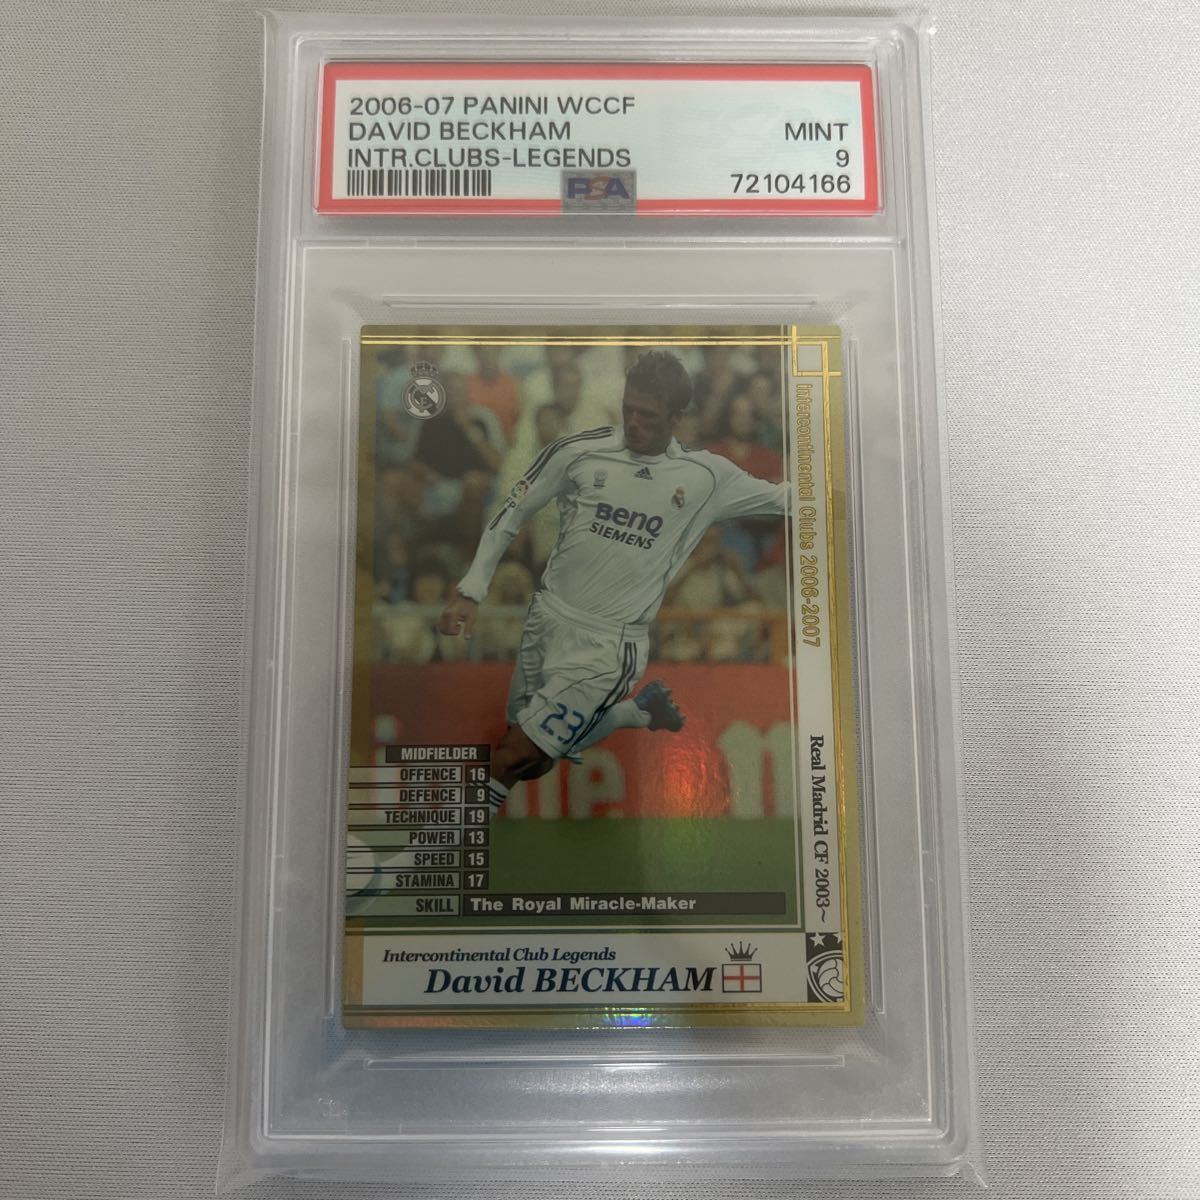 2006-07 PANINI WCCF
DAVID BECKHAM MINT
INTR.CLUBS-LEGENDS 9
PSA 72104166
Intercontinental Clubs 2006-2007
Real Madrid CF 2003~
adidas
BenQ
SIEMENS
23
MIDFIELDER
OFFENCE 16
DEFENCE 9
TECHNIQUE 19
POWER 13
SPEED 15
STAMINA 17
SKILL The Royal Miracle-Maker
Intercontinental Club Legends
David BECKHAM